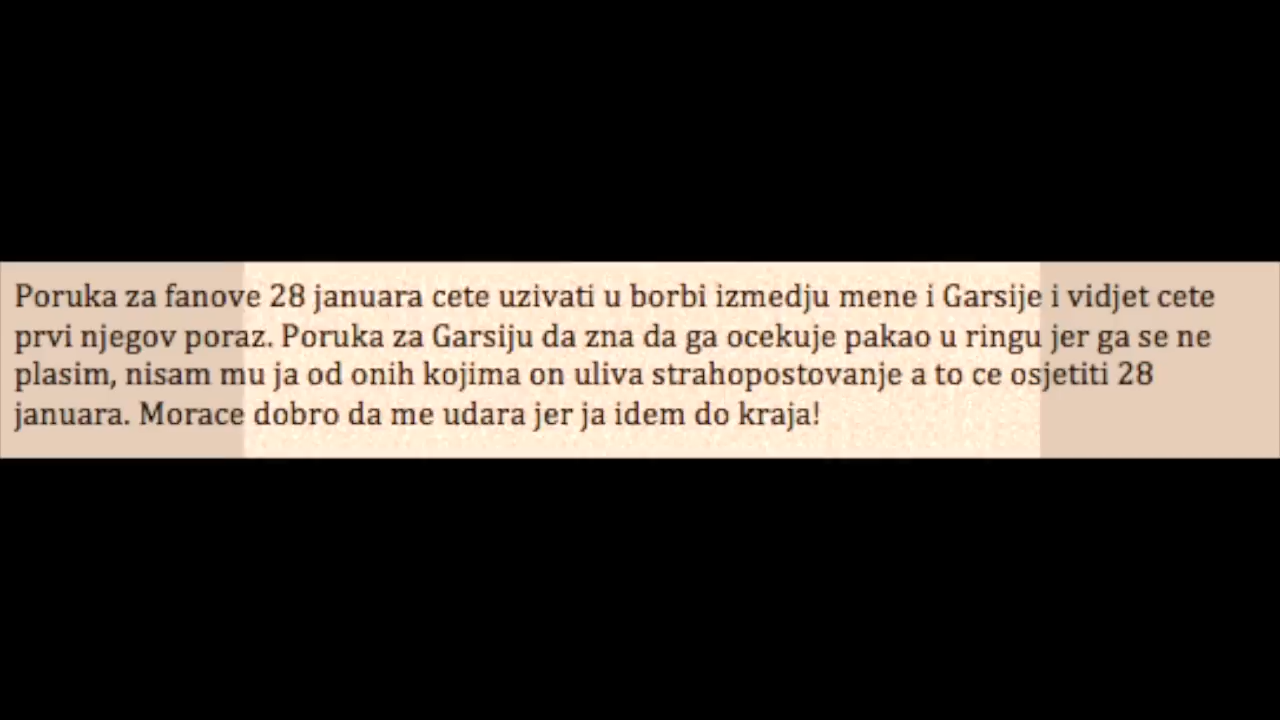 Poruka za fanove 28 januara cete uzivati u borbi izmedju mene i Garsije i vidjet cete
prvi njegov poraz. Poruka za Garsiju da zna da ga ocekuje pakao u ringu jer ga se ne
plasim, nisam mu ja od onih kojima on uliva strahopostovanje a to ce osjetiti 28
januara. Morace dobro da me udara jer ja idem do kraja!